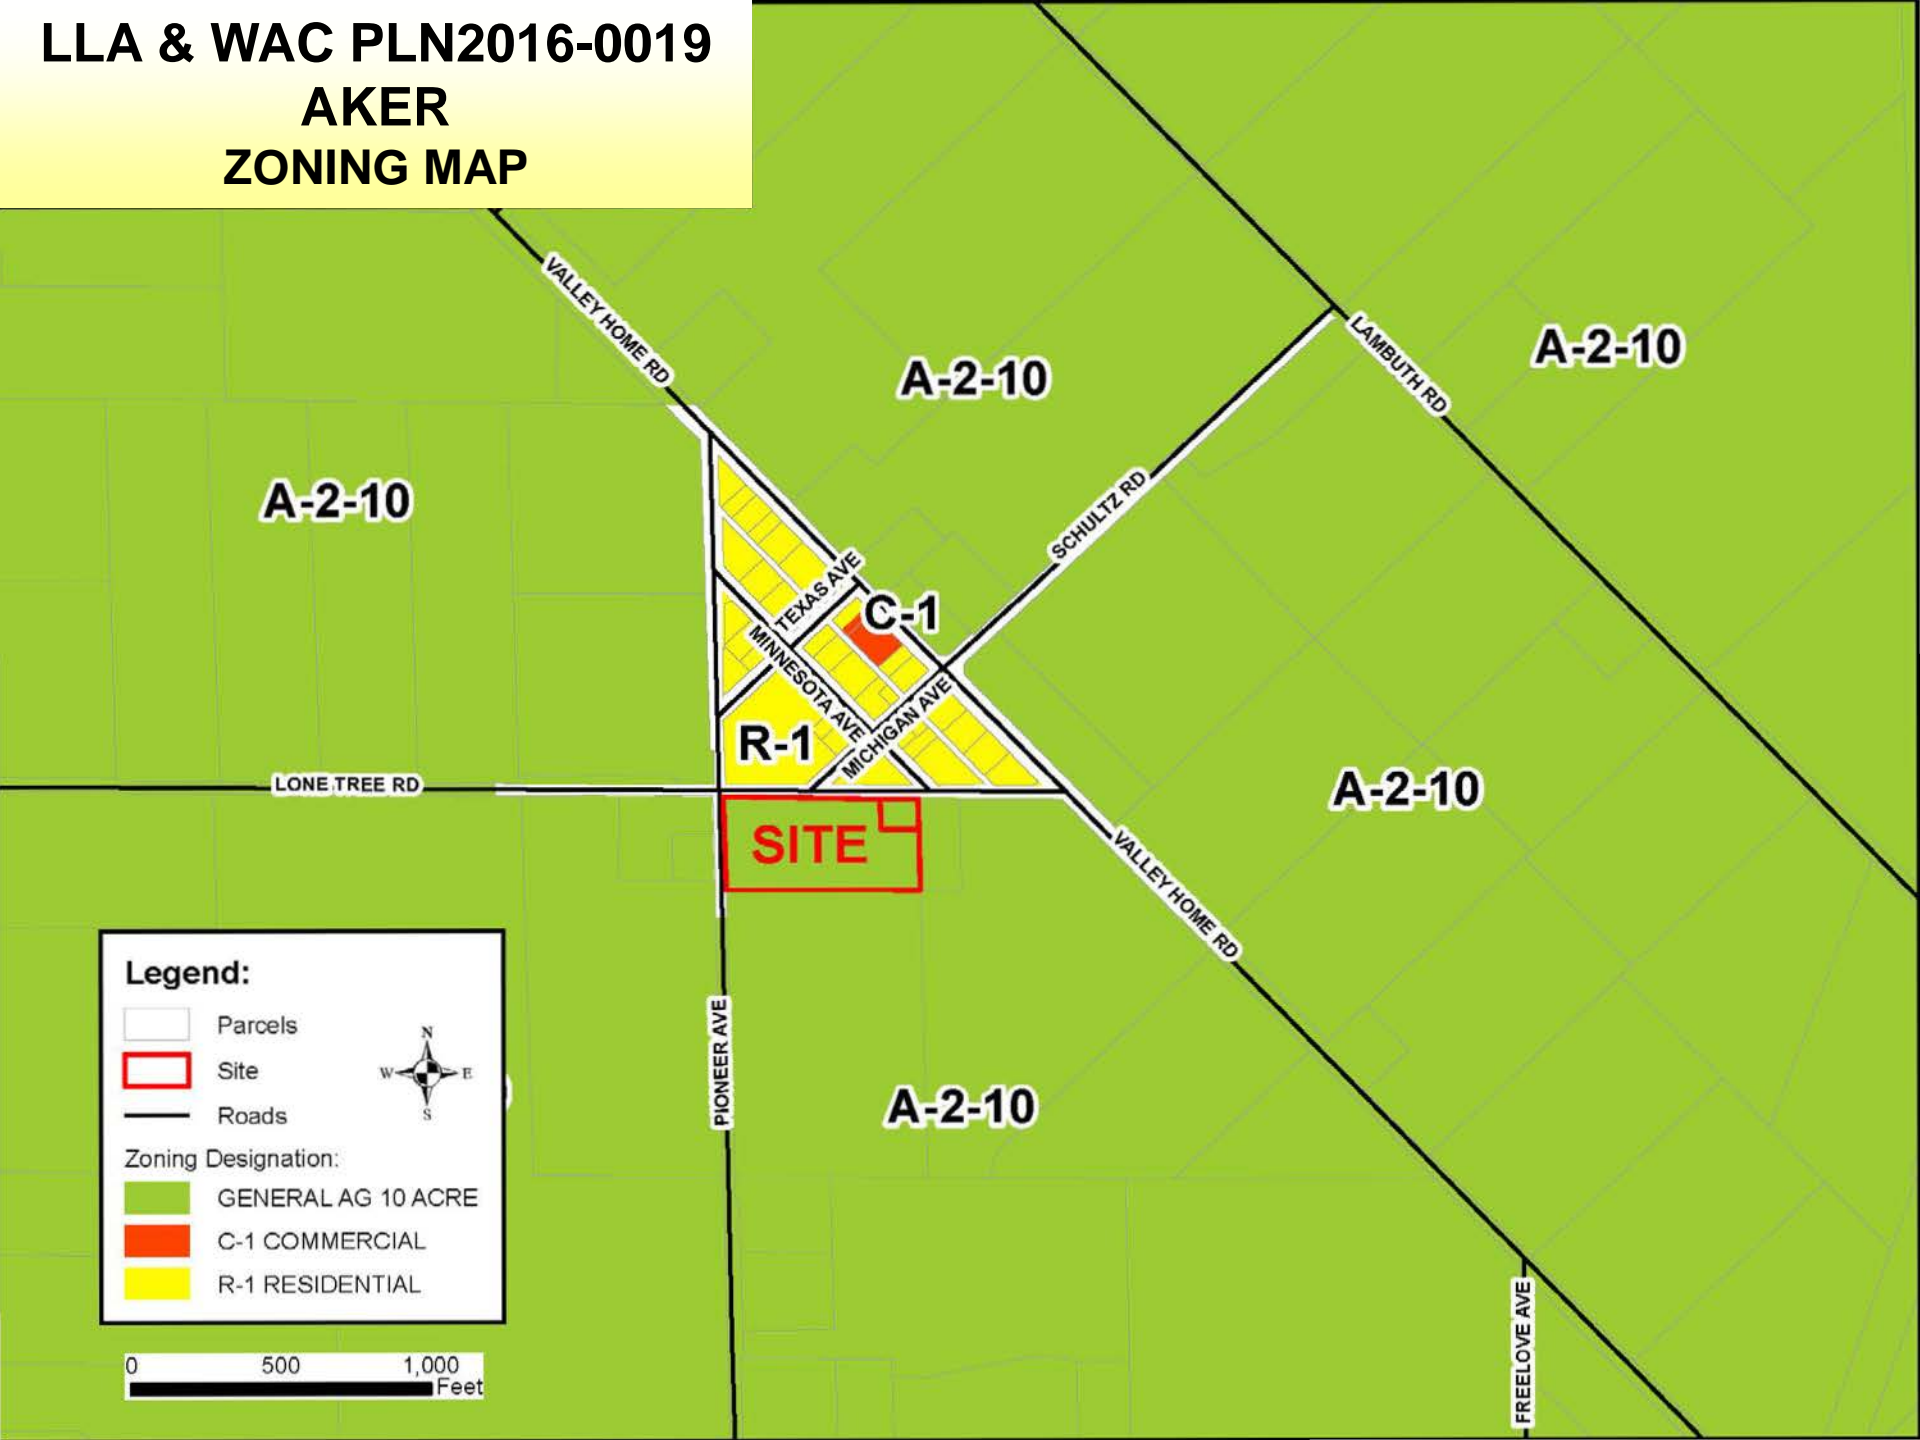 LLA & WAC PLN2016-0019
AKER
ZONING MAP
VALLEY HOME RD
LAMBUTH RD
A-2-10
A-2-10
A-2-10
SCHULTZ RD
TEXAS AVE
C-1
MINNESOTA AVE
MICHIGAN AVE
R-1
LONE TREE RD
A-2-10
SITE
VALLEY HOME RD
PIONEER AVE
A-2-10
FREELOVE AVE
Legend:
Parcels
Site
Roads
N
W
E
S
Zoning Designation:
GENERAL AG 10 ACRE
C-1 COMMERCIAL
R-1 RESIDENTIAL
0 500 1,000
Feet